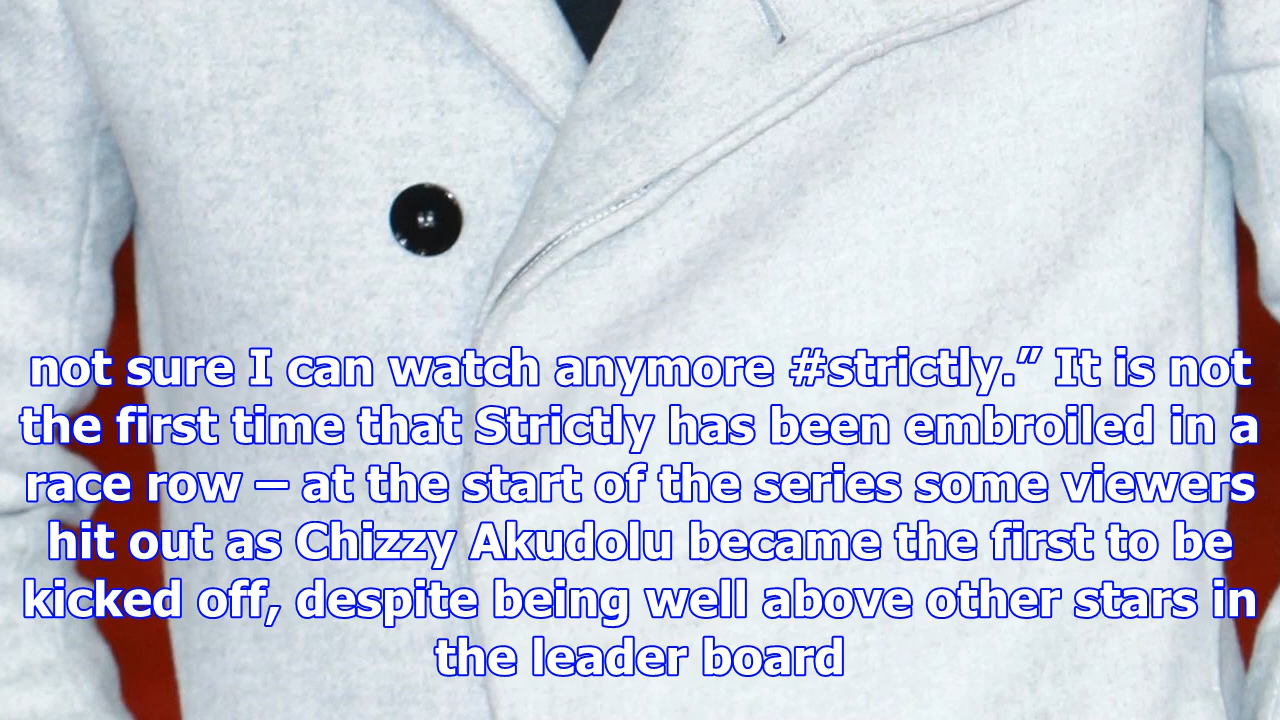 not sure I can watch anymore #strictly.” It is not
the first time that Strictly has been embroiled in a
race row – at the start of the series some viewers
hit out as Chizzy Akudolu became the first to be
kicked off, despite being well above other stars in
the leader board